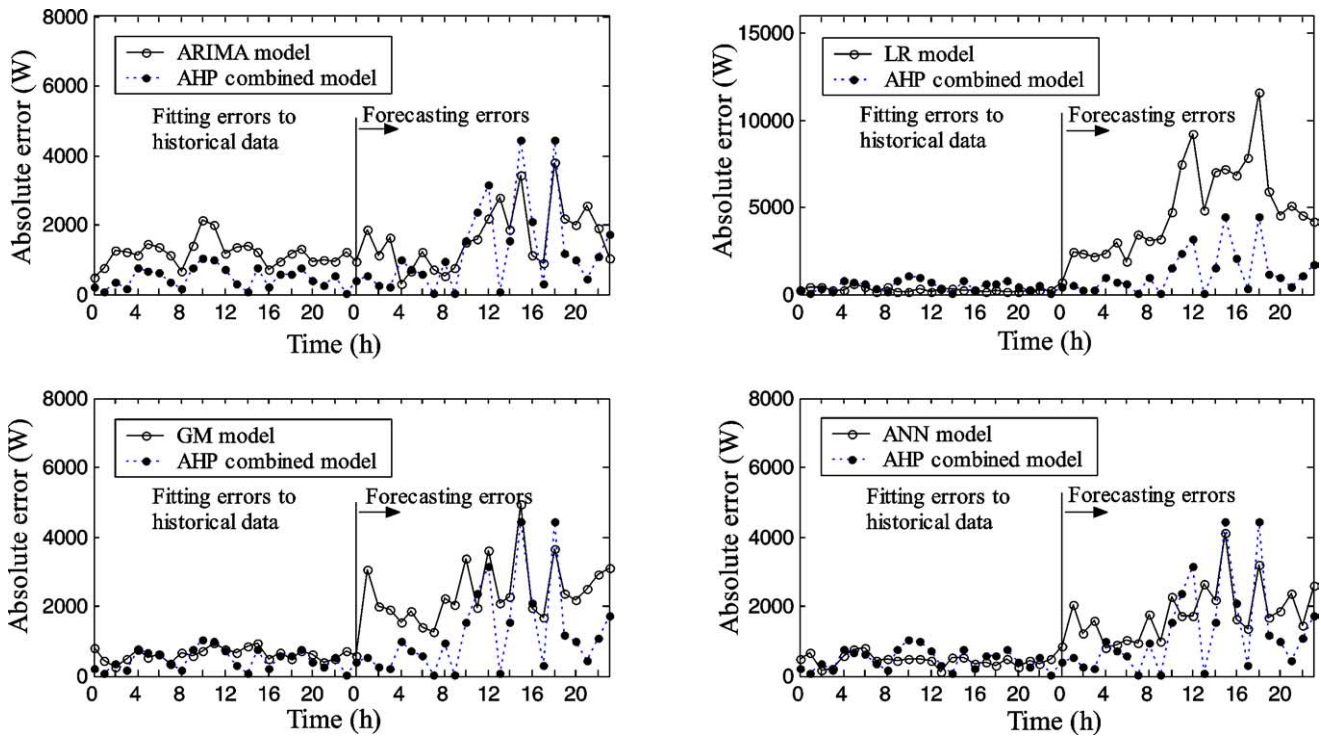 8000
6000
4000
2000
0
Absolute error (W)
ARIMA model
AHP combined model
Fitting errors to
historical data
Forecasting errors
0 4 8 12 16 20 0 4 8 12 16 20
Time (h)
15000
10000
5000
0
Absolute error (W)
LR model
AHP combined model
Fitting errors to
historical data
Forecasting errors
0 4 8 12 16 20 0 4 8 12 16 20
Time (h)
8000
6000
4000
2000
0
Absolute error (W)
GM model
AHP combined model
Fitting errors to
historical data
Forecasting errors
0 4 8 12 16 20 0 4 8 12 16 20
Time (h)
8000
6000
4000
2000
0
Absolute error (W)
ANN model
AHP combined model
Fitting errors to
historical data
Forecasting errors
0 4 8 12 16 20 0 4 8 12 16 20
Time (h)